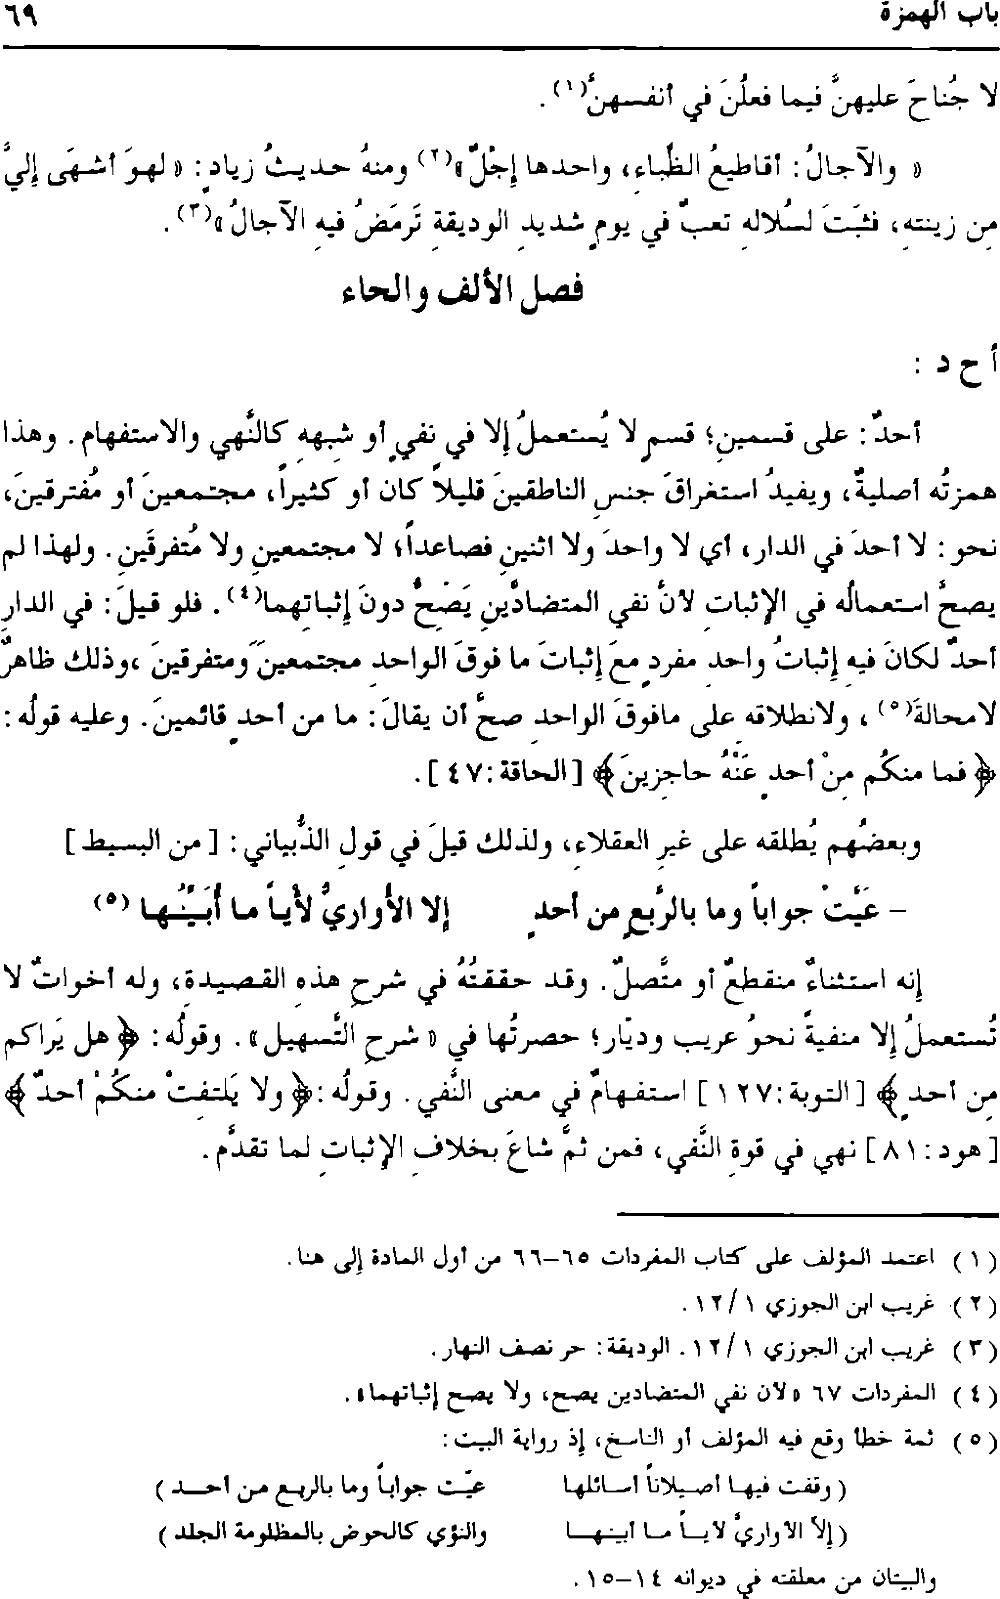 باب الهمزة ٦٩
لا جُناحَ عليهنَّ فيما فعلْنَ في أنفسهنَّ(١).
« والآجالُ: أقاطيعُ الظِّباءِ، واحدها إِجْلٌ»(٢) ومنهُ حديثُ زيادٍ: « لهوَ أشهَى إليَّ
مِن زينتهِ، فثبَتَ لسُلالهِ تعبٌ في يومٍ شديدِ الوديقةِ تَرمَضُ فيهِ الآجالُ»(٣).
فصل الألف والحاء
أ ح د :
أحدٌ: على قسمينِ؛ قسمٍ لا يُستعملُ إلا في نفيٍ أو شبِههِ كالنَّهي والاستفهامِ. وهذا
همزتُه أصليةٌ، ويفيدُ استغراقَ جنسِ الناطقينَ قليلاً كان أو كثيراً، مجتمعينَ أو مُفترقينَ،
نحو: لا أحدَ في الدار، أي لا واحدَ ولا اثنينِ فصاعداً؛ لا مجتمعينِ ولا مُتفرقَينِ. ولهذا لم
يصحَّ استعمالُه في الإثباتِ لأنَّ نفي المتضادَّينِ يَصْحُّ دونَ إثباتهما(٤). فلو قيلَ: في الدارِ
أحدٌ لكانَ فيهِ إثباتُ واحدٍ مفردٍ معَ إثباتِ ما فوقَ الواحدِ مجتمعينَ ومتفرقينَ ،وذلك ظاهرٌ
لامحالةَ(٥) ، ولانطلاقه على مافوقَ الواحدِ صحَّ أن يقالَ: ما من أحدٍ قائمينَ. وعليه قولُه:
﴿ فما منكُم مِنْ أحدٍ عَنْهُ حاجزينَ﴾ [الحاقة:٤٧].
وبعضُهم يُطلقه على غيرِ العقلاءِ، ولذلك قيلَ في قولِ الذُّبياني: [ من البسيط]
– عَيَّتْ جواباً وما بالرَّبعِ من أحدٍ إلا الأواريُّ لأياً ما أُبَيِّنُها (٥)
إنه استثناءٌ منقطعٌ أو متَّصلٌ. وقد حققتُهُ في شرحِ هذهِ القصيدةِ، وله أخواتٌ لا
تُستعملُ إلا منفيةً نحوُ عريب وديّار؛ حصرتُها في « شرح التَّسهيل». وقولُه: ﴿ هل يَراكم
مِن أحدٍ ﴾ [التوبة:١٢٧] استفهامٌ في معنى النَّفي. وقولُه:﴿ ولا يَلتفتْ منكُمْ أحدٌ ﴾
[هود:٨١] نهي في قوةِ النَّفي، فمن ثمَّ شاعَ بخلافِ الإثباتِ لما تقدَّم.
(١) اعتمد المؤلف على كتاب المفردات ٦٥–٦٦ من أول المادة إلى هنا.
(٢) غريب ابن الجوزي ١٢/١.
(٣) غريب ابن الجوزي ١٢/١. الوديقة: حر نصف النهار.
(٤) المفردات ٦٧ «لأن نفي المتضادين يصح، ولا يصح إثباتهما».
(٥) ثمة خطأ وقع فيه المؤلف أو الناسخ، إذ رواية البيت:
( وقفت فيها أصيلاناً أسائلها عيّت جواباً وما بالربع من أحد )
( إلاّ الأواريَّ لأياً ما أبينها والنؤي كالحوض بالمظلومة الجلد )
والبيتان من معلقته في ديوانه ١٤–١٥.